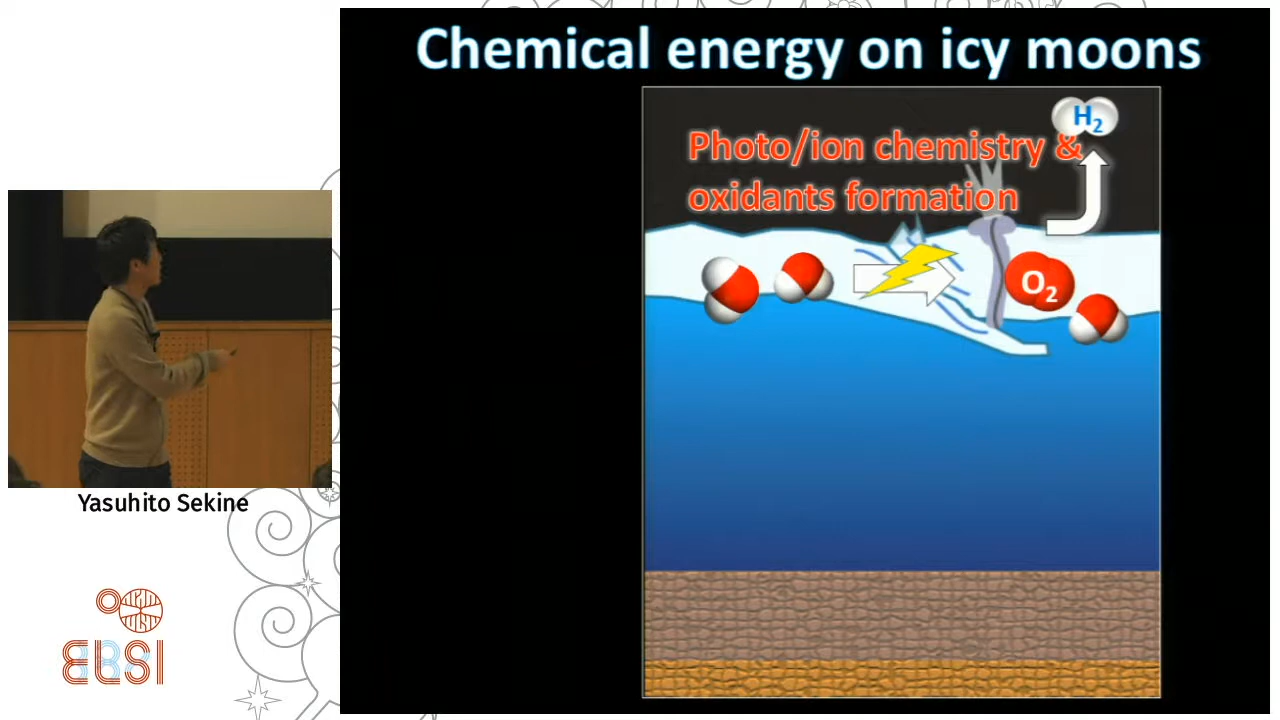 Chemical energy on icy moons
H2
Photo/ion chemistry &
oxidants formation
O2
Yasuhito Sekine
ELSI